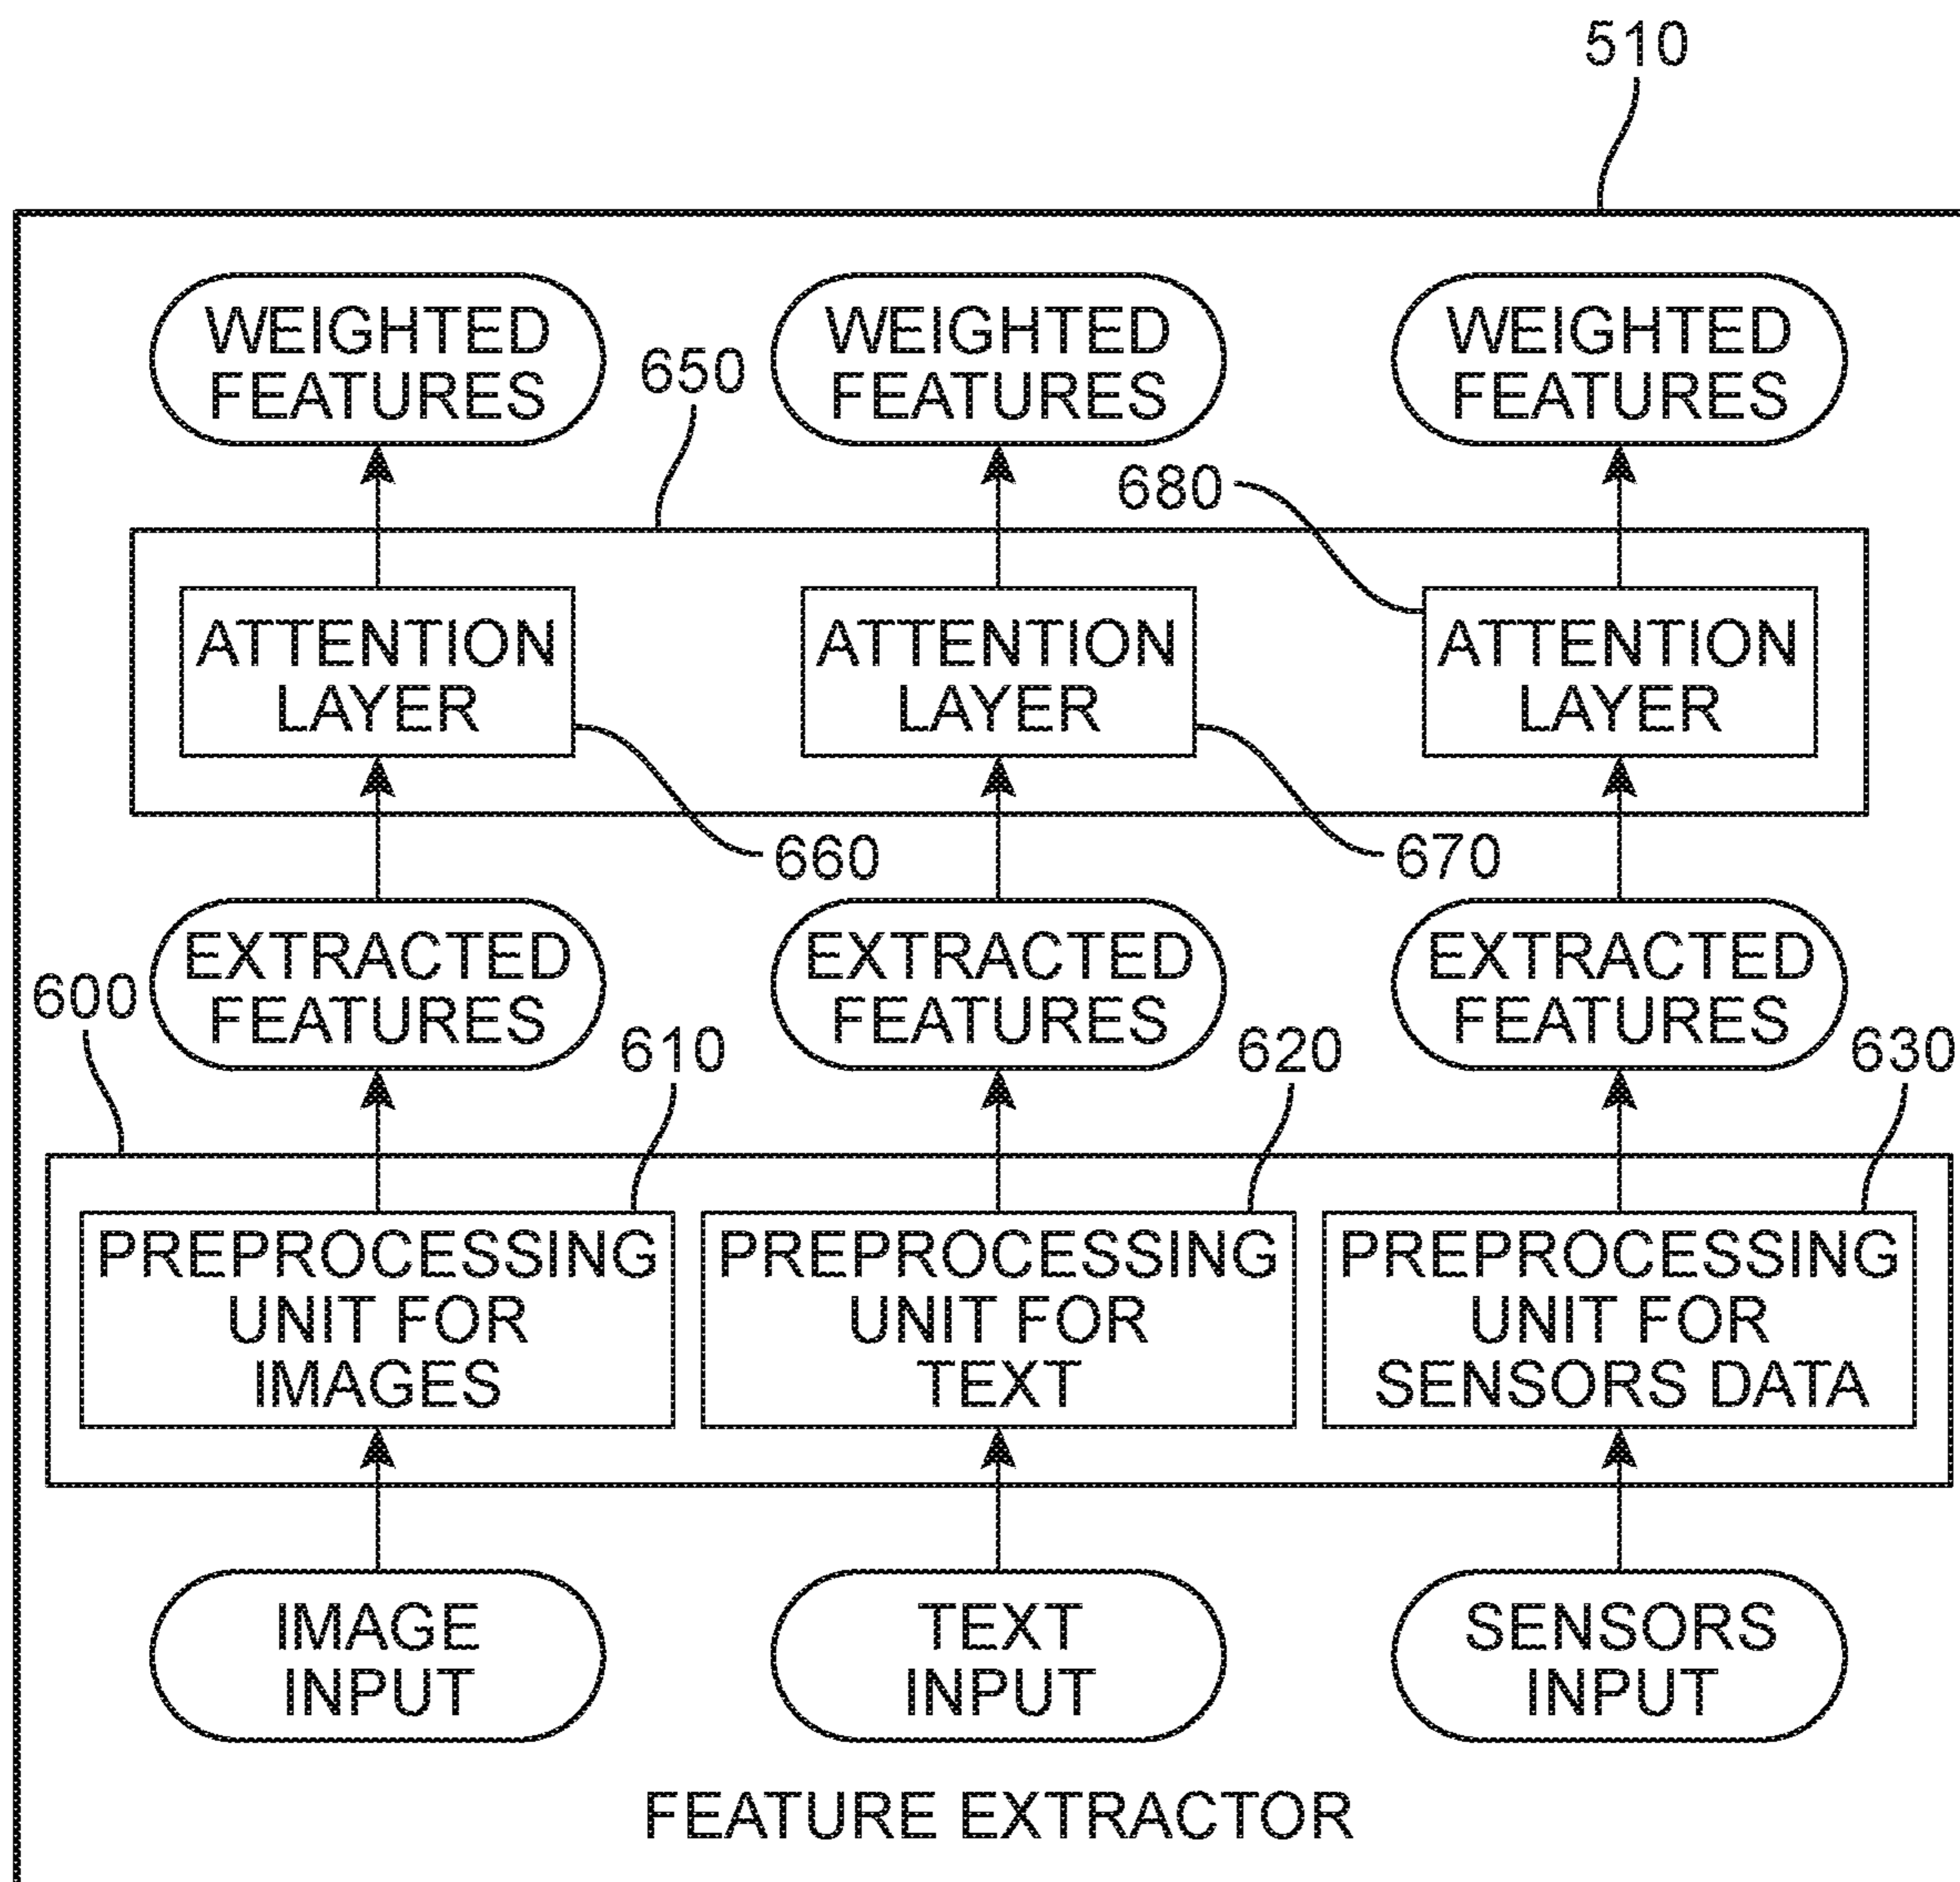 510
WEIGHTED
FEATURES
WEIGHTED
FEATURES
WEIGHTED
FEATURES
650
680
ATTENTION
LAYER
ATTENTION
LAYER
ATTENTION
LAYER
660
670
EXTRACTED
FEATURES
EXTRACTED
FEATURES
EXTRACTED
FEATURES
600
610
620
630
PREPROCESSING
UNIT FOR
IMAGES
PREPROCESSING
UNIT FOR
TEXT
PREPROCESSING
UNIT FOR
SENSORS DATA
IMAGE
INPUT
TEXT
INPUT
SENSORS
INPUT
FEATURE EXTRACTOR